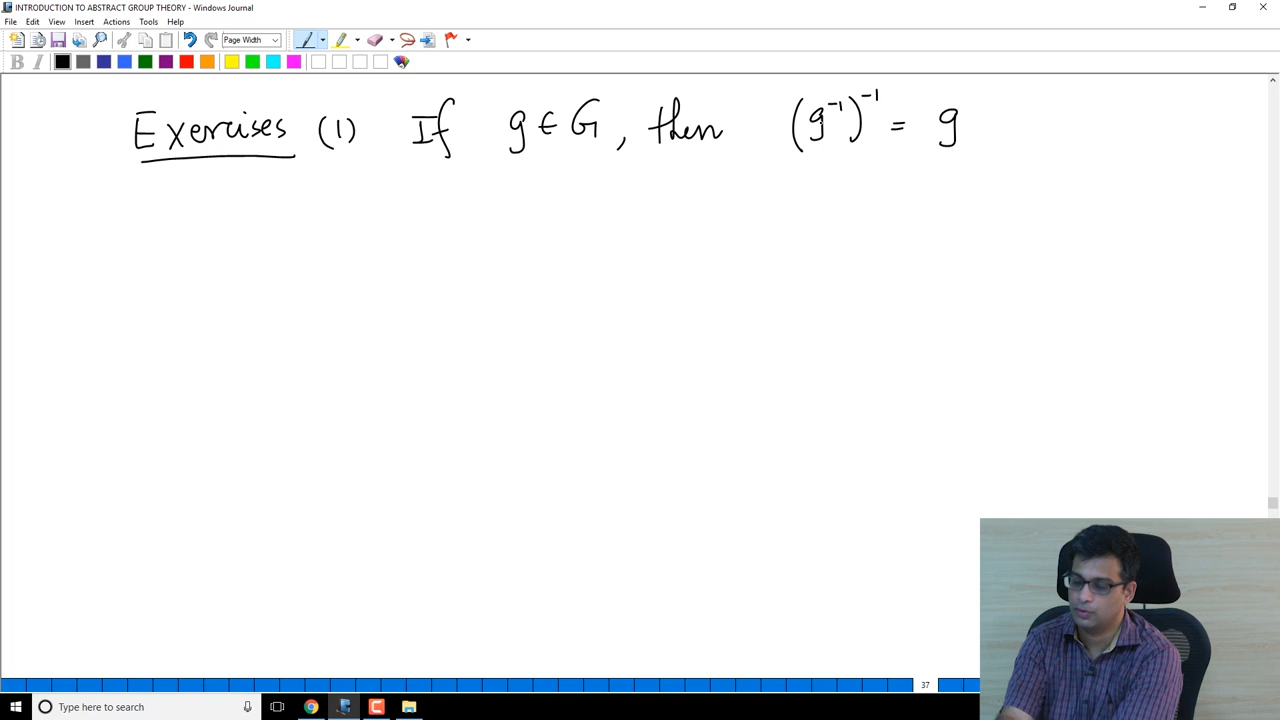 INTRODUCTION TO ABSTRACT GROUP THEORY - Windows Journal
File Edit View Insert Actions Tools Help
Page Width
B I
Exercises (1) If g ∈ G, then (g⁻¹)⁻¹ = g
37
Type here to search